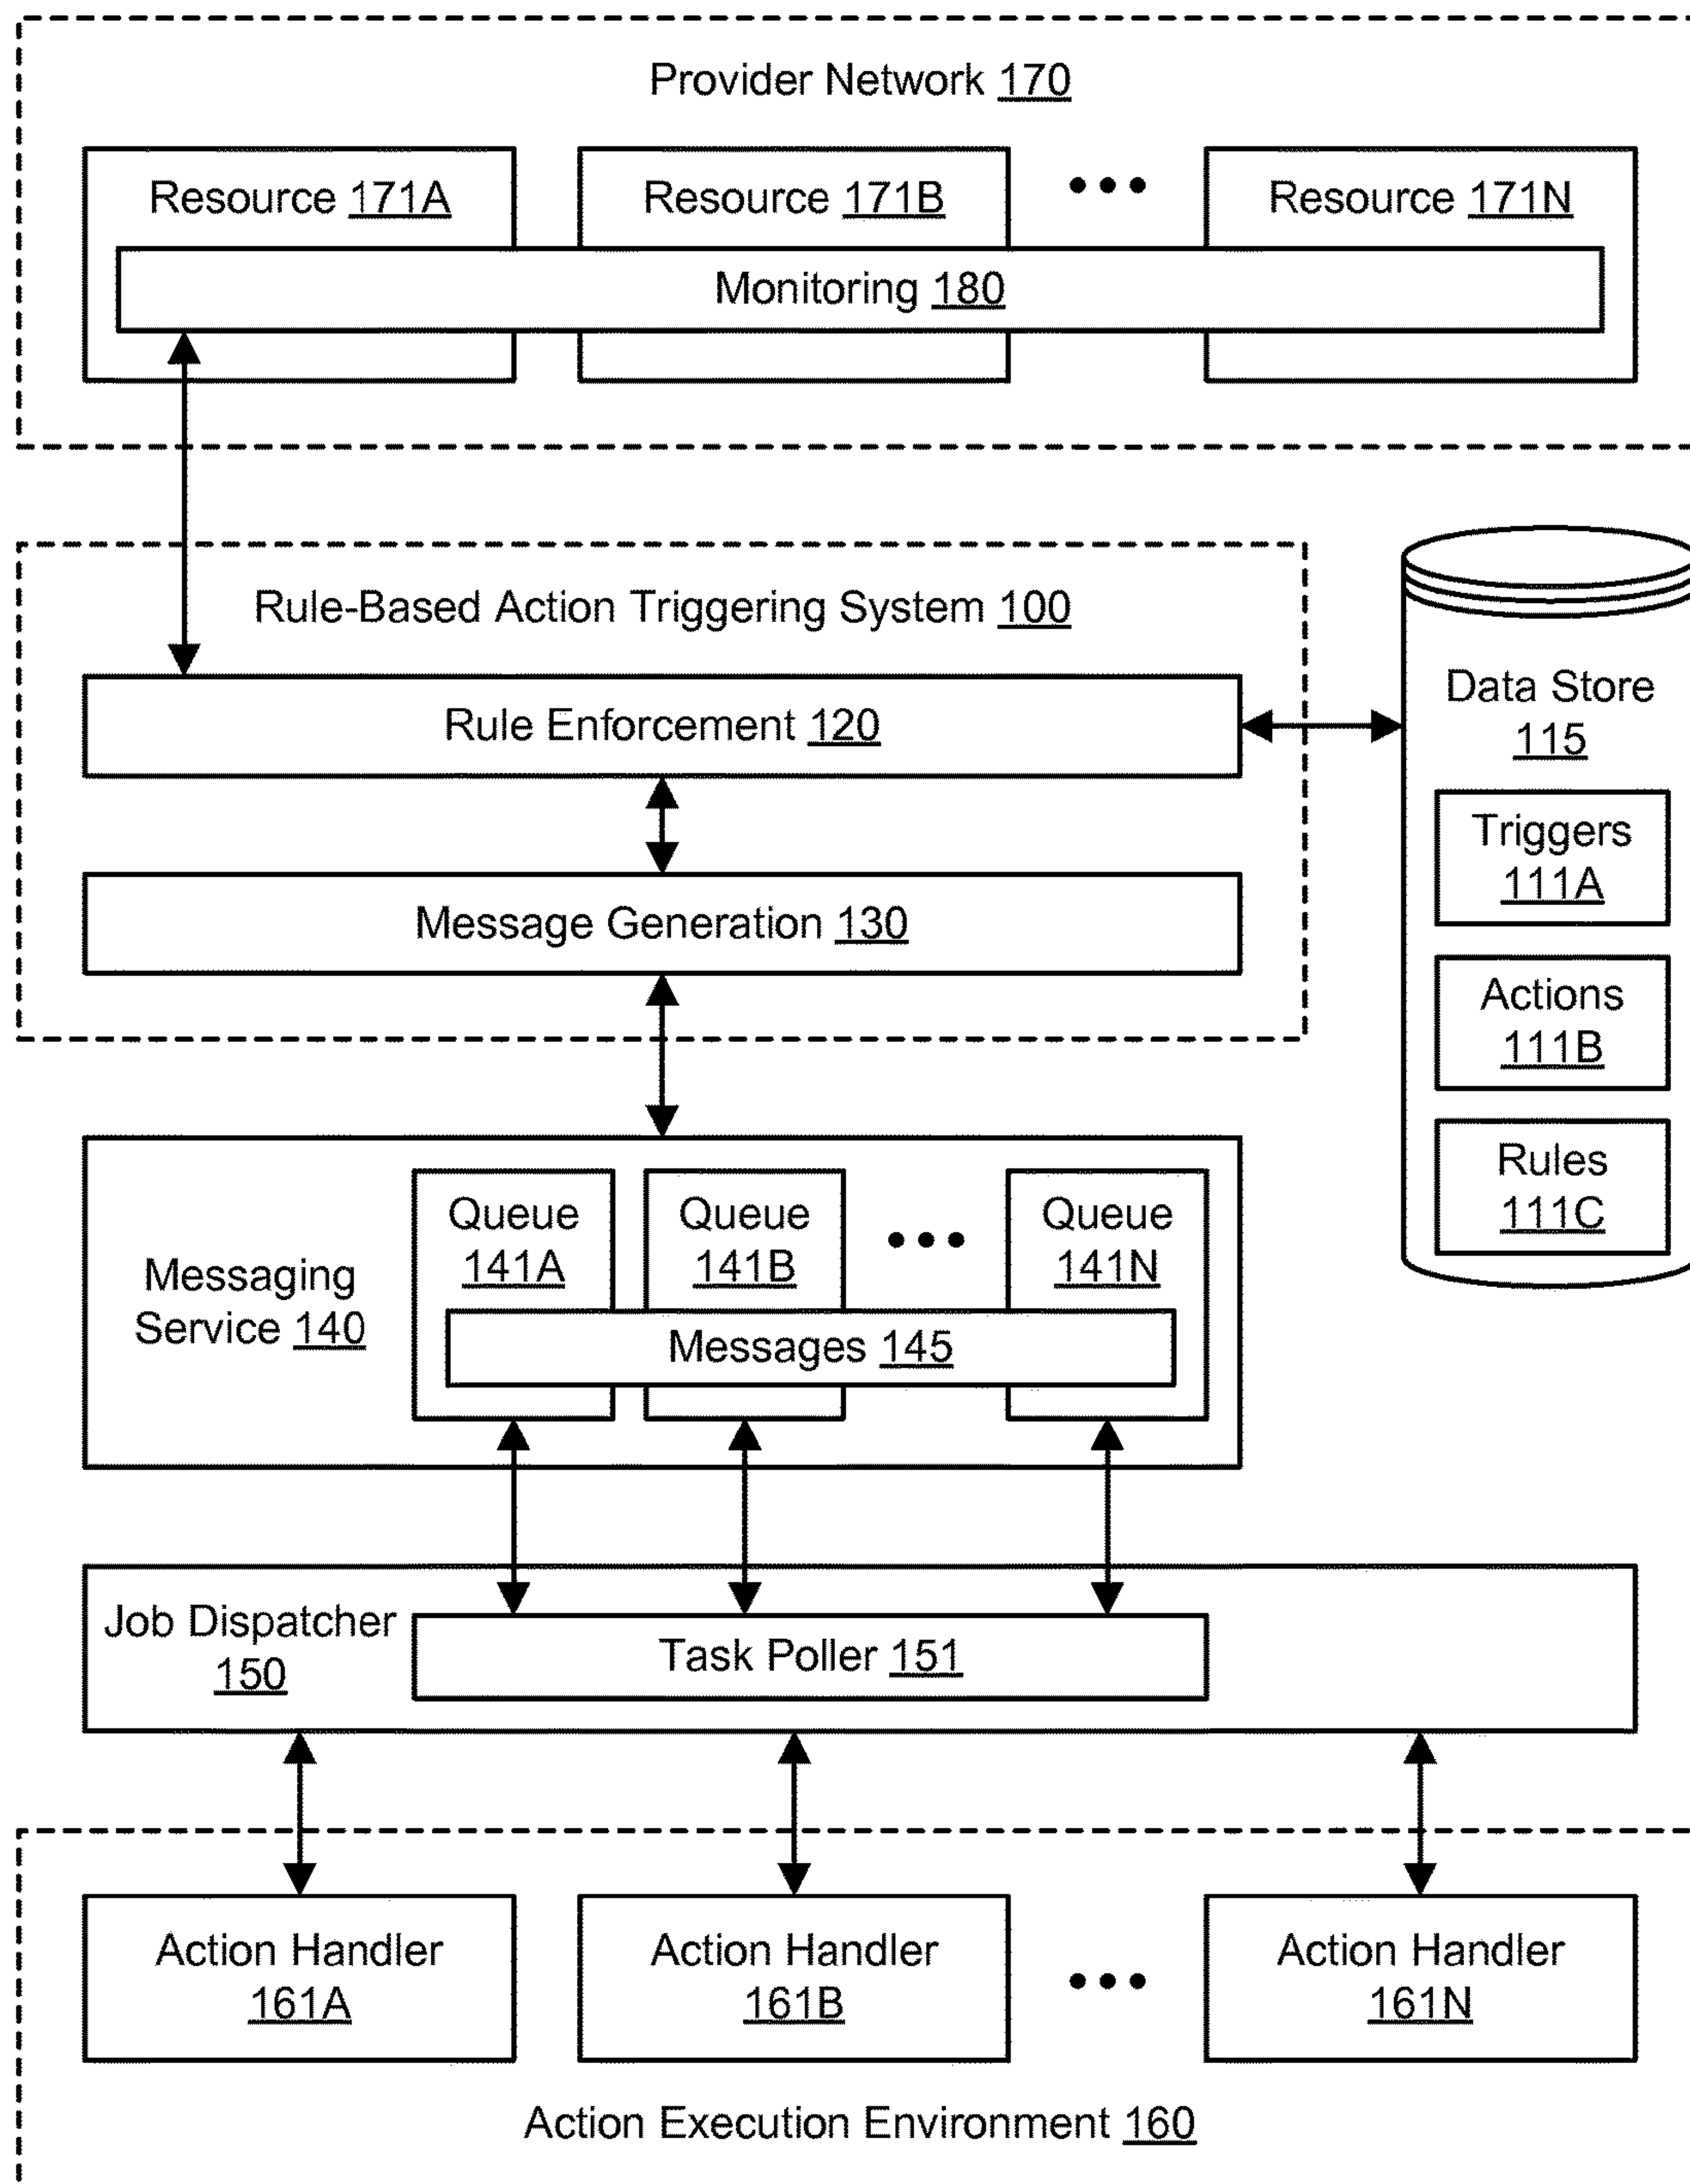 Provider Network 170
Resource 171A
Resource 171B
Resource 171N
Monitoring 180
Rule-Based Action Triggering System 100
Rule Enforcement 120
Message Generation 130
Data Store
115
Triggers
111A
Actions
111B
Rules
111C
Messaging
Service 140
Queue
141A
Queue
141B
Queue
141N
Messages 145
Job Dispatcher
150
Task Poller 151
Action Handler
161A
Action Handler
161B
Action Handler
161N
Action Execution Environment 160